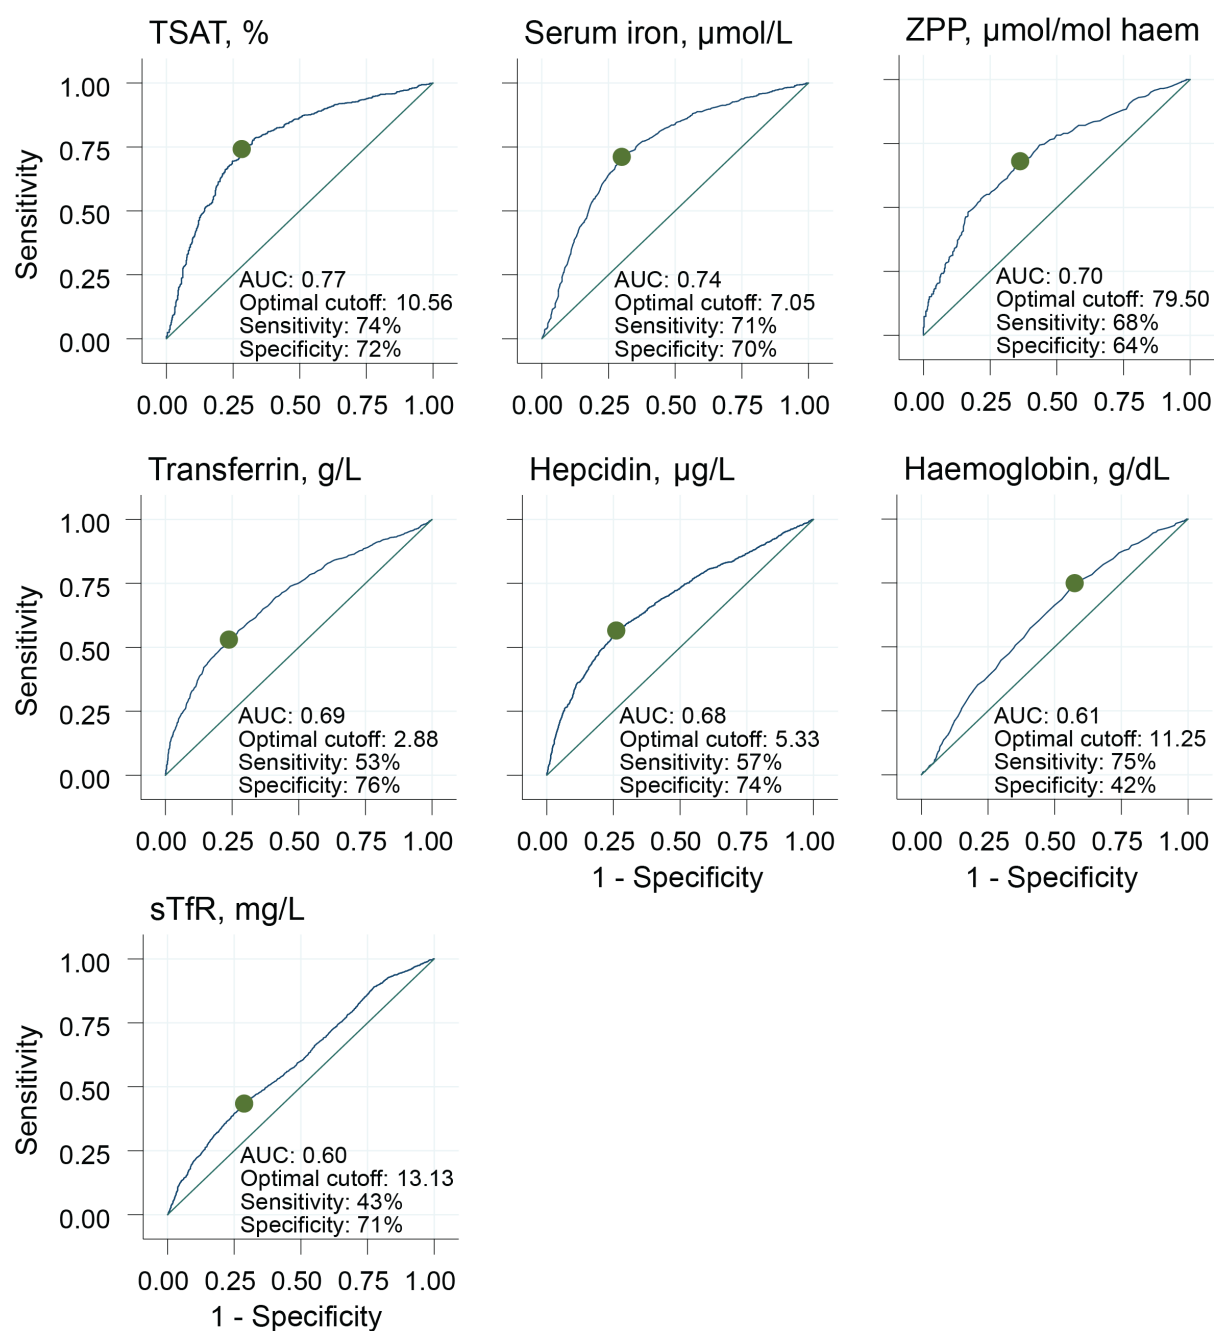 TSAT, %
Serum iron, µmol/L
ZPP, µmol/mol haem
Sensitivity
1.00
0.75
0.50
0.25
0.00
AUC: 0.77
Optimal cutoff: 10.56
Sensitivity: 74%
Specificity: 72%
AUC: 0.74
Optimal cutoff: 7.05
Sensitivity: 71%
Specificity: 70%
AUC: 0.70
Optimal cutoff: 79.50
Sensitivity: 68%
Specificity: 64%
0.00 0.25 0.50 0.75 1.00
0.00 0.25 0.50 0.75 1.00
0.00 0.25 0.50 0.75 1.00
Transferrin, g/L
Hepcidin, µg/L
Haemoglobin, g/dL
Sensitivity
1.00
0.75
0.50
0.25
0.00
AUC: 0.69
Optimal cutoff: 2.88
Sensitivity: 53%
Specificity: 76%
AUC: 0.68
Optimal cutoff: 5.33
Sensitivity: 57%
Specificity: 74%
AUC: 0.61
Optimal cutoff: 11.25
Sensitivity: 75%
Specificity: 42%
0.00 0.25 0.50 0.75 1.00
0.00 0.25 0.50 0.75 1.00
0.00 0.25 0.50 0.75 1.00
1 - Specificity
1 - Specificity
sTfR, mg/L
Sensitivity
1.00
0.75
0.50
0.25
0.00
AUC: 0.60
Optimal cutoff: 13.13
Sensitivity: 43%
Specificity: 71%
0.00 0.25 0.50 0.75 1.00
1 - Specificity